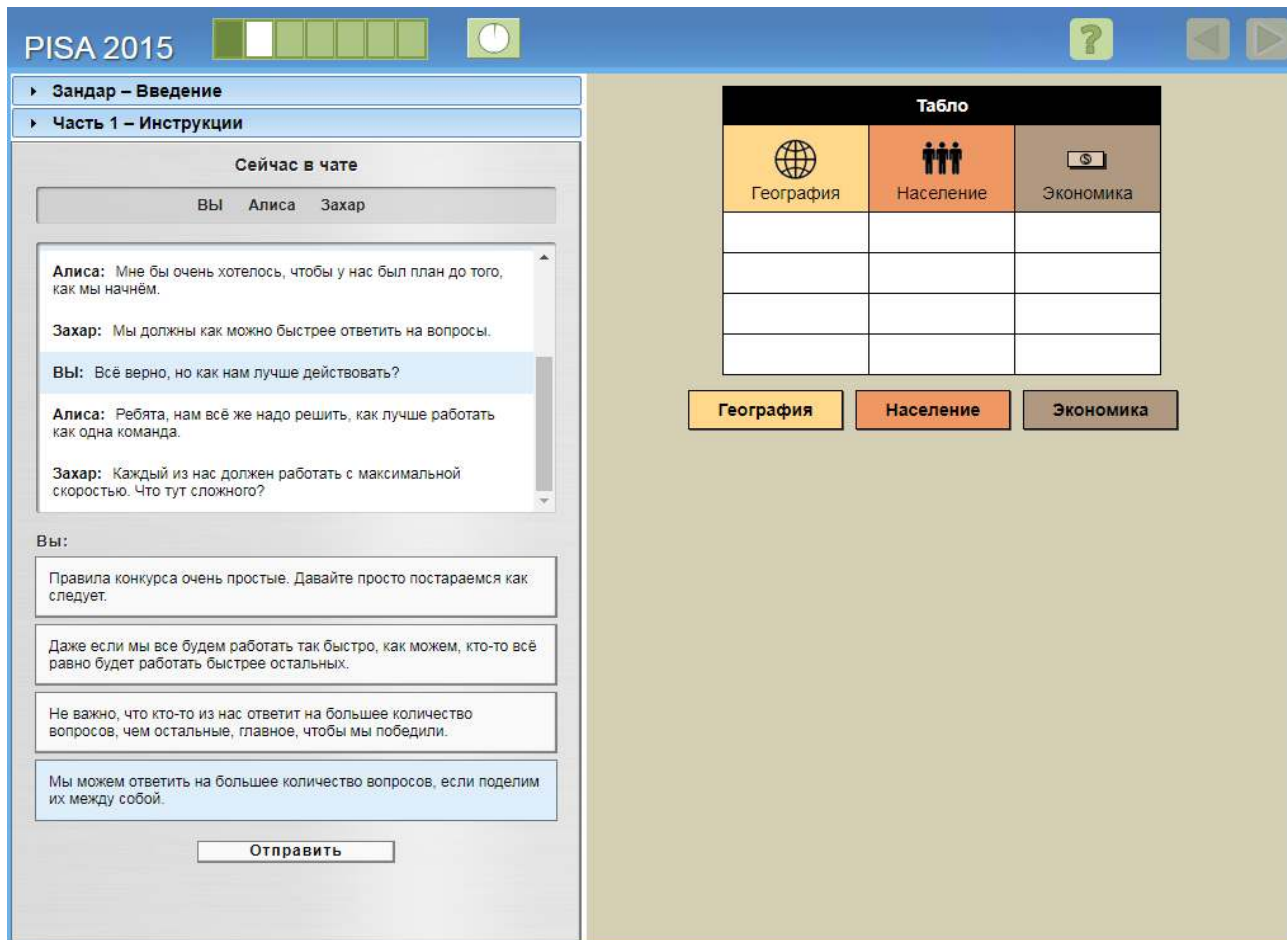 PISA 2015
?
Зандар – Введение
Часть 1 – Инструкции
Сейчас в чате
ВЫ Алиса Захар
Алиса: Мне бы очень хотелось, чтобы у нас был план до того,
как мы начнём.
Захар: Мы должны как можно быстрее ответить на вопросы.
ВЫ: Всё верно, но как нам лучше действовать?
Алиса: Ребята, нам всё же надо решить, как лучше работать
как одна команда.
Захар: Каждый из нас должен работать с максимальной
скоростью. Что тут сложного?
Вы:
Правила конкурса очень простые. Давайте просто постараемся как
следует.
Даже если мы все будем работать так быстро, как можем, кто-то всё
равно будет работать быстрее остальных.
Не важно, что кто-то из нас ответит на большее количество
вопросов, чем остальные, главное, чтобы мы победили.
Мы можем ответить на большее количество вопросов, если поделим
их между собой.
Отправить
Табло
География Население Экономика
География Население Экономика